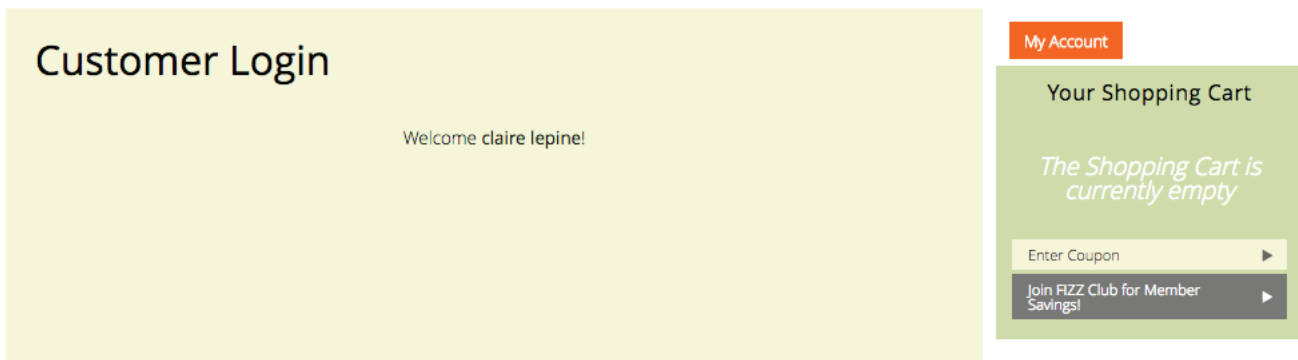 Customer Login
Welcome claire lepine!
My Account
Your Shopping Cart
The Shopping Cart is
currently empty
Enter Coupon
Join FIZZ Club for Member
Savings!